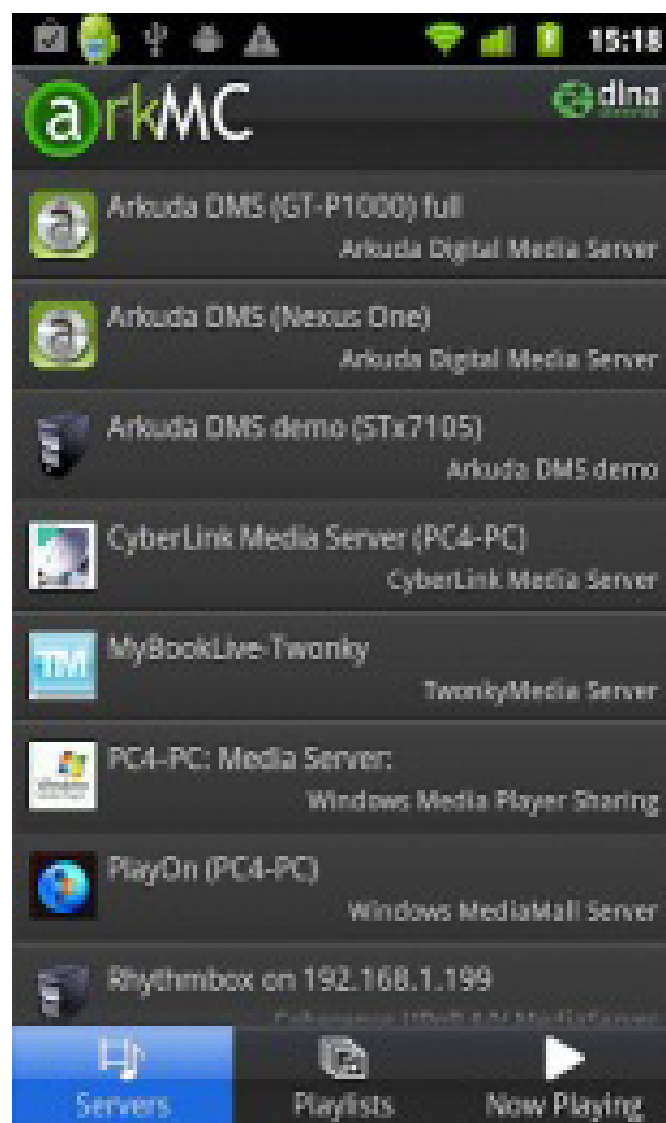 15:18
arkMC
dlna
Arkuda DMS (GT-P1000) full
Arkuda Digital Media Server
Arkuda DMS (Nexus One)
Arkuda Digital Media Server
Arkuda DMS demo (STx7105)
Arkuda DMS demo
CyberLink Media Server (PC4-PC)
CyberLink Media Server
TM
MyBookLive-Twonky
TwonkyMedia Server
PC4-PC: Media Server:
Windows Media Player Sharing
PlayOn (PC4-PC)
Windows MediaMall Server
Rhythmbox on 192.168.1.199
Servers
Playlists
Now Playing